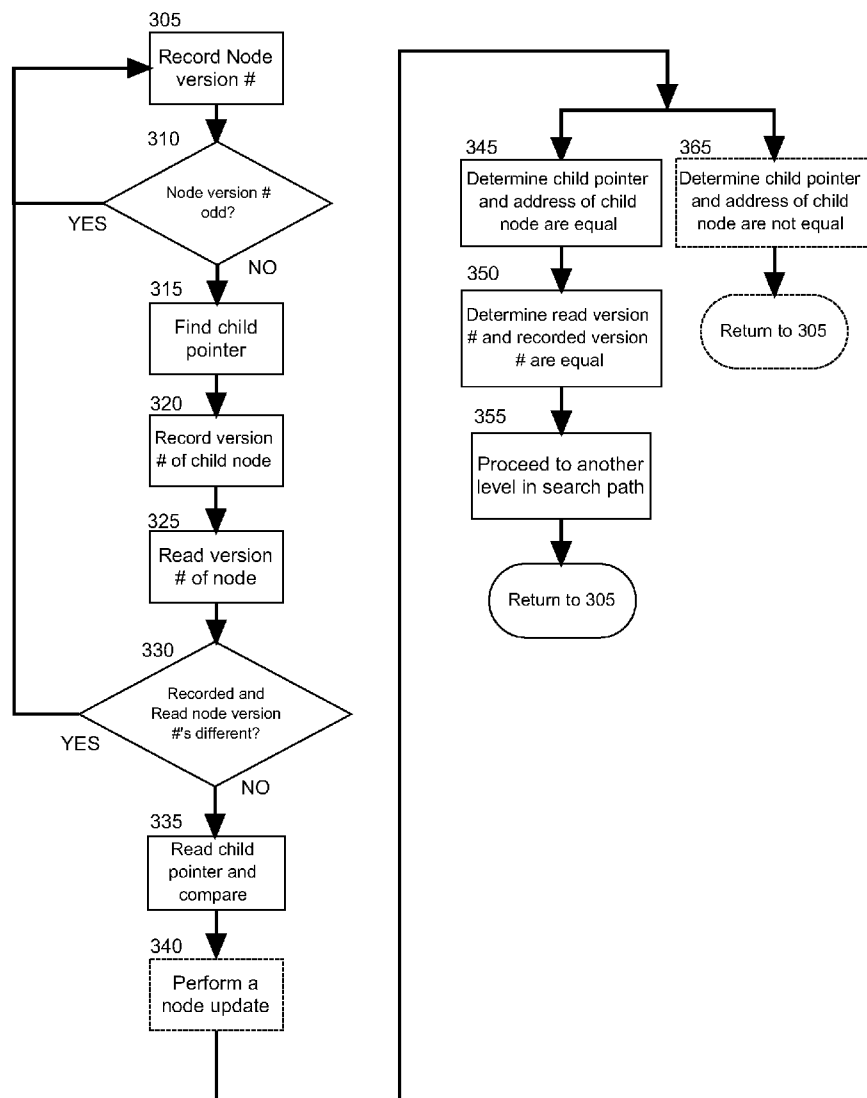 305
Record Node
version #
310
Node version #
odd?
YES
NO
315
Find child
pointer
320
Record version
# of child node
325
Read version
# of node
330
Recorded and
Read node version
#'s different?
YES
NO
335
Read child
pointer and
compare
340
Perform a
node update
345
Determine child pointer
and address of child
node are equal
350
Determine read version
# and recorded version
# are equal
355
Proceed to another
level in search path
Return to 305
365
Determine child pointer
and address of child
node are not equal
Return to 305